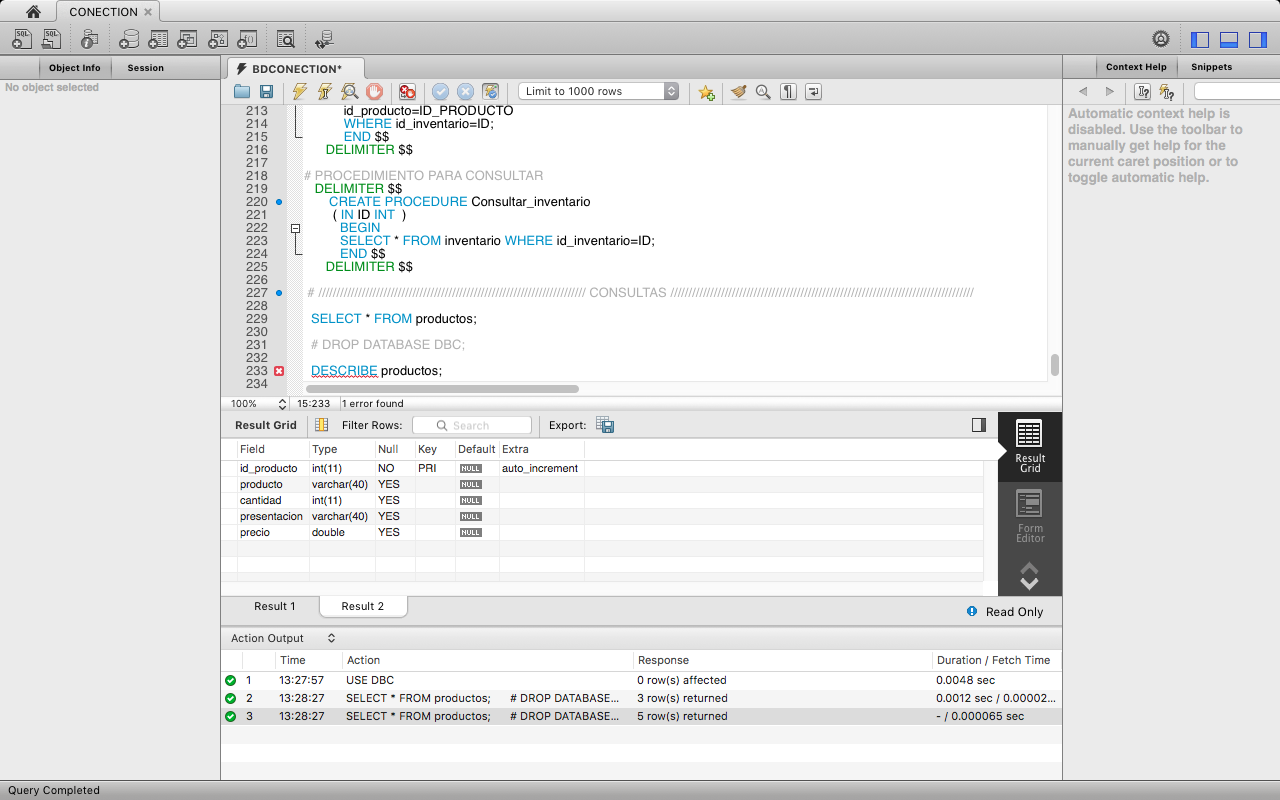 CONECTION
Object Info Session
No object selected
BDCONECTION*
Limit to 1000 rows
213 id_producto=ID_PRODUCTO
214 WHERE id_inventario=ID;
215 END $$
216 DELIMITER $$
217
218 # PROCEDIMIENTO PARA CONSULTAR
219 DELIMITER $$
220 CREATE PROCEDURE Consultar_inventario
221 ( IN ID INT )
222 BEGIN
223 SELECT * FROM inventario WHERE id_inventario=ID;
224 END $$
225 DELIMITER $$
226
227 # ////////////////////////////////////////////////////////////////////////// CONSULTAS ////////////////////////////////////////////////////////////////////////////////////
228
229 SELECT * FROM productos;
230
231 # DROP DATABASE DBC;
232
233 DESCRIBE productos;
234
100% 15:233 1 error found
Result Grid Filter Rows: Search Export:
Field Type Null Key Default Extra
id_producto int(11) NO PRI NULL auto_increment
producto varchar(40) YES NULL
cantidad int(11) YES NULL
presentacion varchar(40) YES NULL
precio double YES NULL
Result
Grid
Form
Editor
Result 1 Result 2
Read Only
Action Output
Time Action Response Duration / Fetch Time
1 13:27:57 USE DBC 0 row(s) affected 0.0048 sec
2 13:28:27 SELECT * FROM productos; # DROP DATABASE... 3 row(s) returned 0.0012 sec / 0.00002...
3 13:28:27 SELECT * FROM productos; # DROP DATABASE... 5 row(s) returned - / 0.000065 sec
Context Help Snippets
Automatic context help is
disabled. Use the toolbar to
manually get help for the
current caret position or to
toggle automatic help.
Query Completed